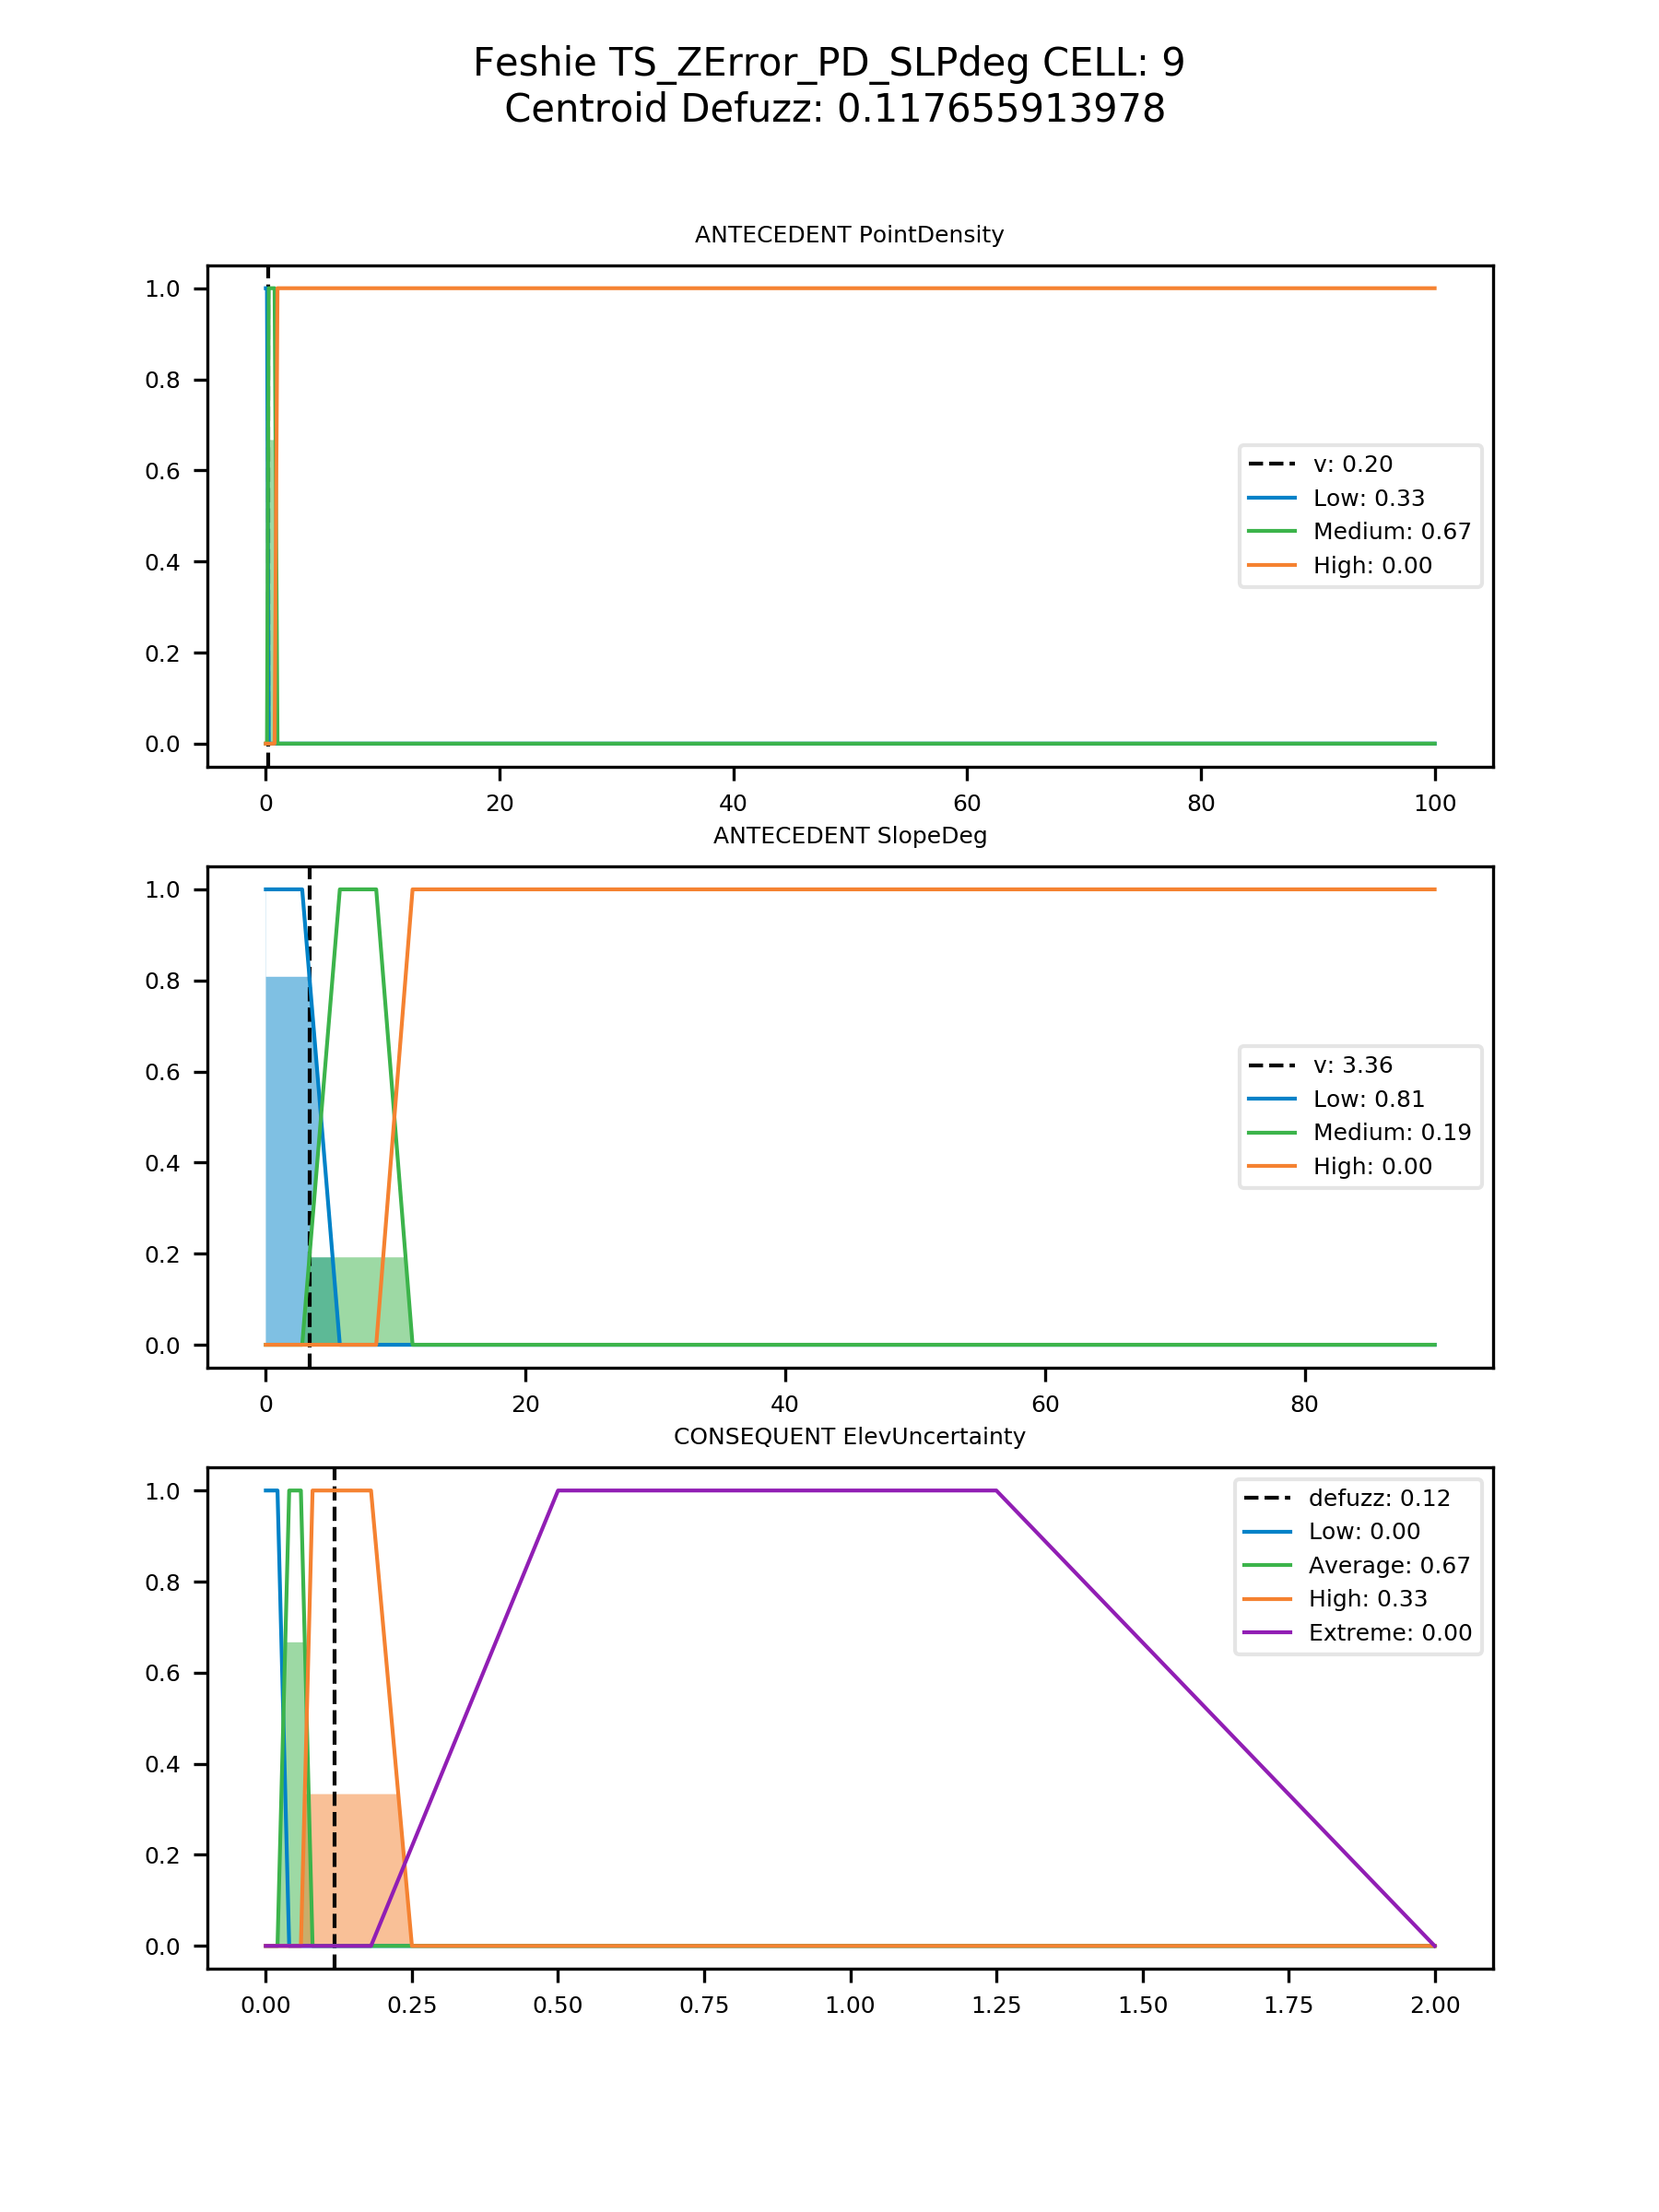 Feshie TS_ZError_PD_SLPdeg CELL: 9
Centroid Defuzz: 0.117655913978
ANTECEDENT PointDensity
1.0
0.8
0.6
0.4
0.2
0.0
v: 0.20
Low: 0.33
Medium: 0.67
High: 0.00
0 20 40 60 80 100
ANTECEDENT SlopeDeg
1.0
0.8
0.6
0.4
0.2
0.0
v: 3.36
Low: 0.81
Medium: 0.19
High: 0.00
0 20 40 60 80
CONSEQUENT ElevUncertainty
1.0
0.8
0.6
0.4
0.2
0.0
defuzz: 0.12
Low: 0.00
Average: 0.67
High: 0.33
Extreme: 0.00
0.00 0.25 0.50 0.75 1.00 1.25 1.50 1.75 2.00